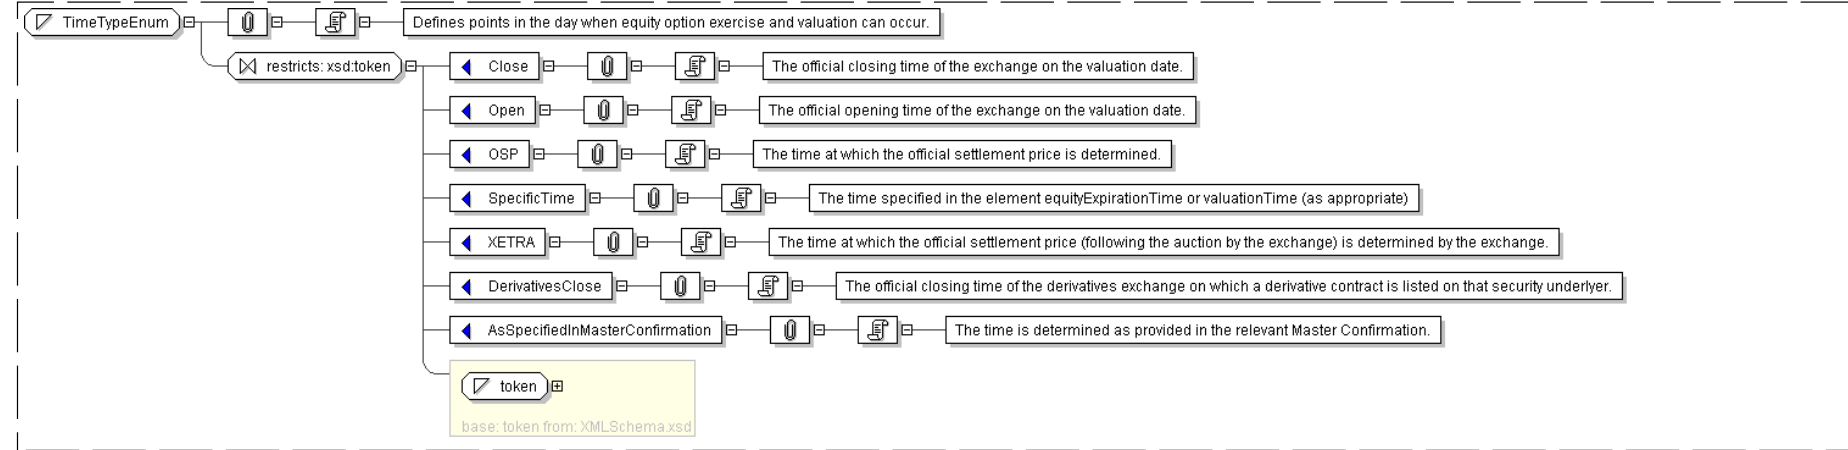 TimeTypeEnum Defines points in the day when equity option exercise and valuation can occur.
restricts: xsd:token Close The official closing time of the exchange on the valuation date.
Open The official opening time of the exchange on the valuation date.
OSP The time at which the official settlement price is determined.
SpecificTime The time specified in the element equityExpirationTime or valuationTime (as appropriate)
XETRA The time at which the official settlement price (following the auction by the exchange) is determined by the exchange.
DerivativesClose The official closing time of the derivatives exchange on which a derivative contract is listed on that security underlyer.
AsSpecifiedInMasterConfirmation The time is determined as provided in the relevant Master Confirmation.
token
base: token from: XMLSchema.xsd